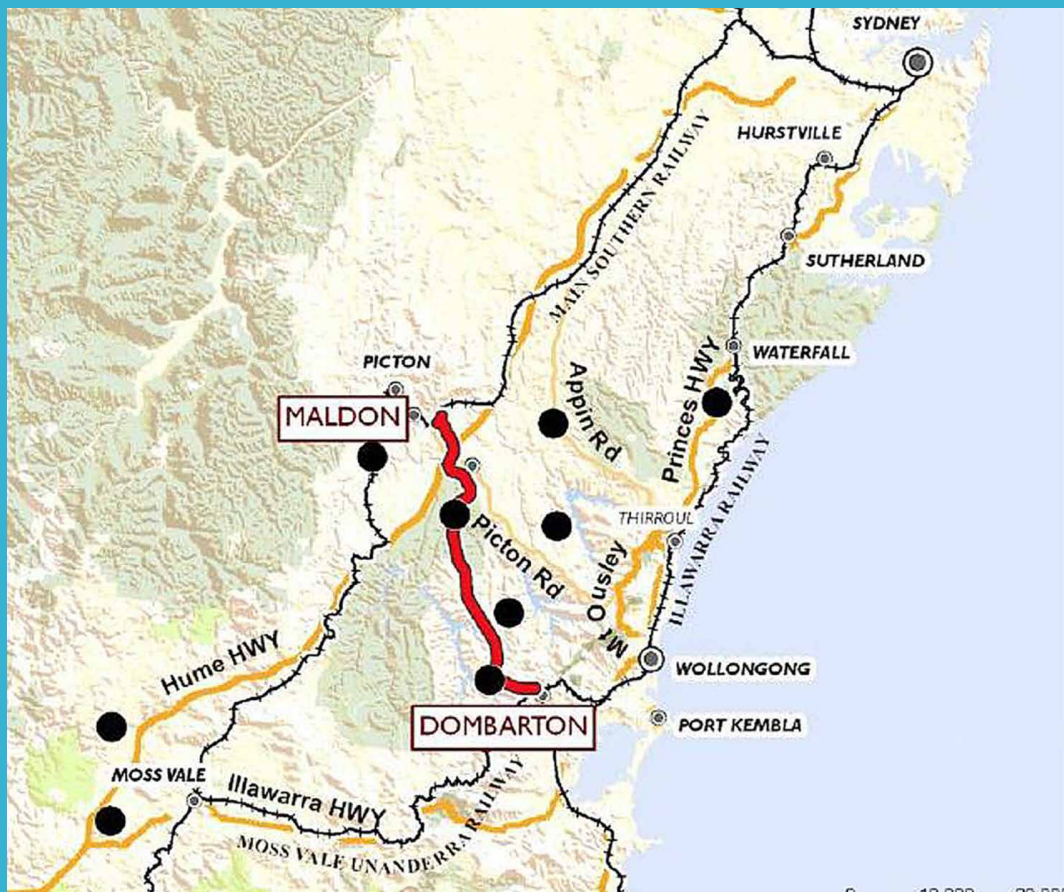 SYDNEY
HURSTVILLE
MAIN SOUTHERN RAILWAY
SUTHERLAND
WATERFALL
PICTON
Princes HWY
Appin Rd
MALDON
ILLAWARRA RAILWAY
THIRROUL
Picton Rd
Mt Ousley
Hume HWY
WOLLONGONG
DOMBARTON
PORT KEMBLA
MOSS VALE
Illawarra HWY
MOSS VALE UNANDERRA RAILWAY